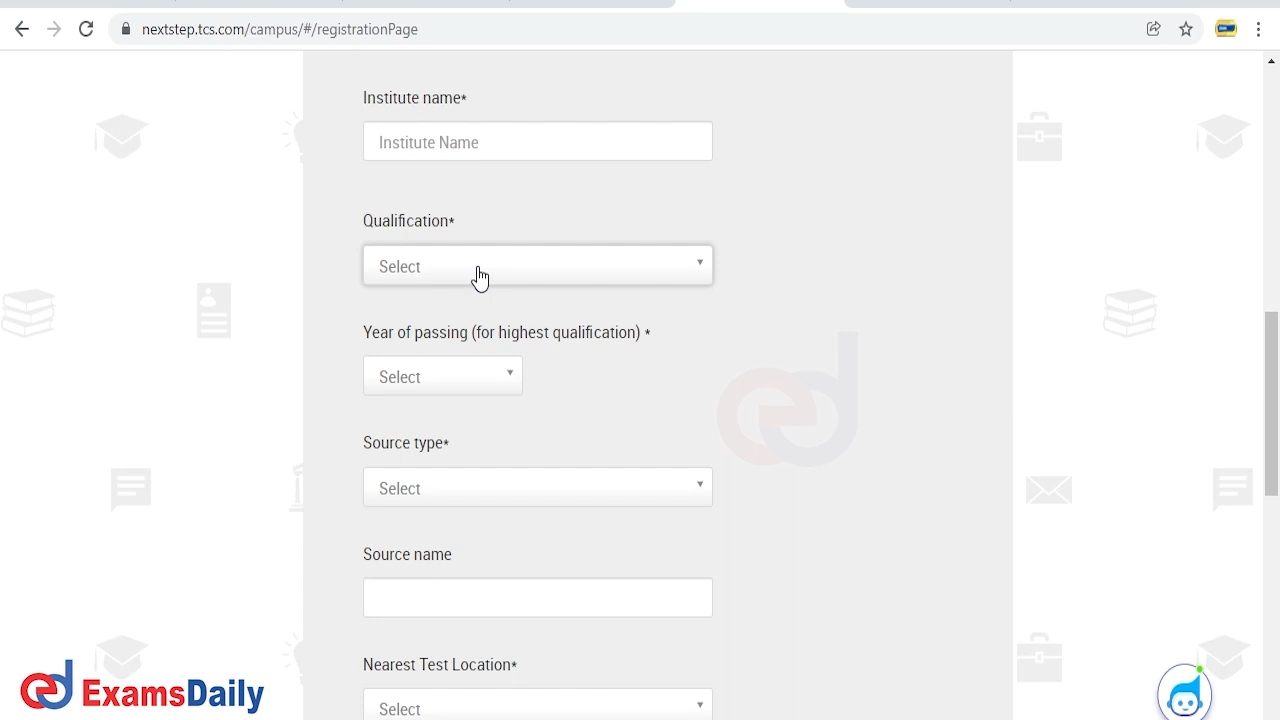 nextstep.tcs.com/campus/#/registrationPage
Institute name*
Institute Name
Qualification*
Select
Year of passing (for highest qualification) *
Select
Source type*
Select
Source name
Nearest Test Location*
Select
ExamsDaily